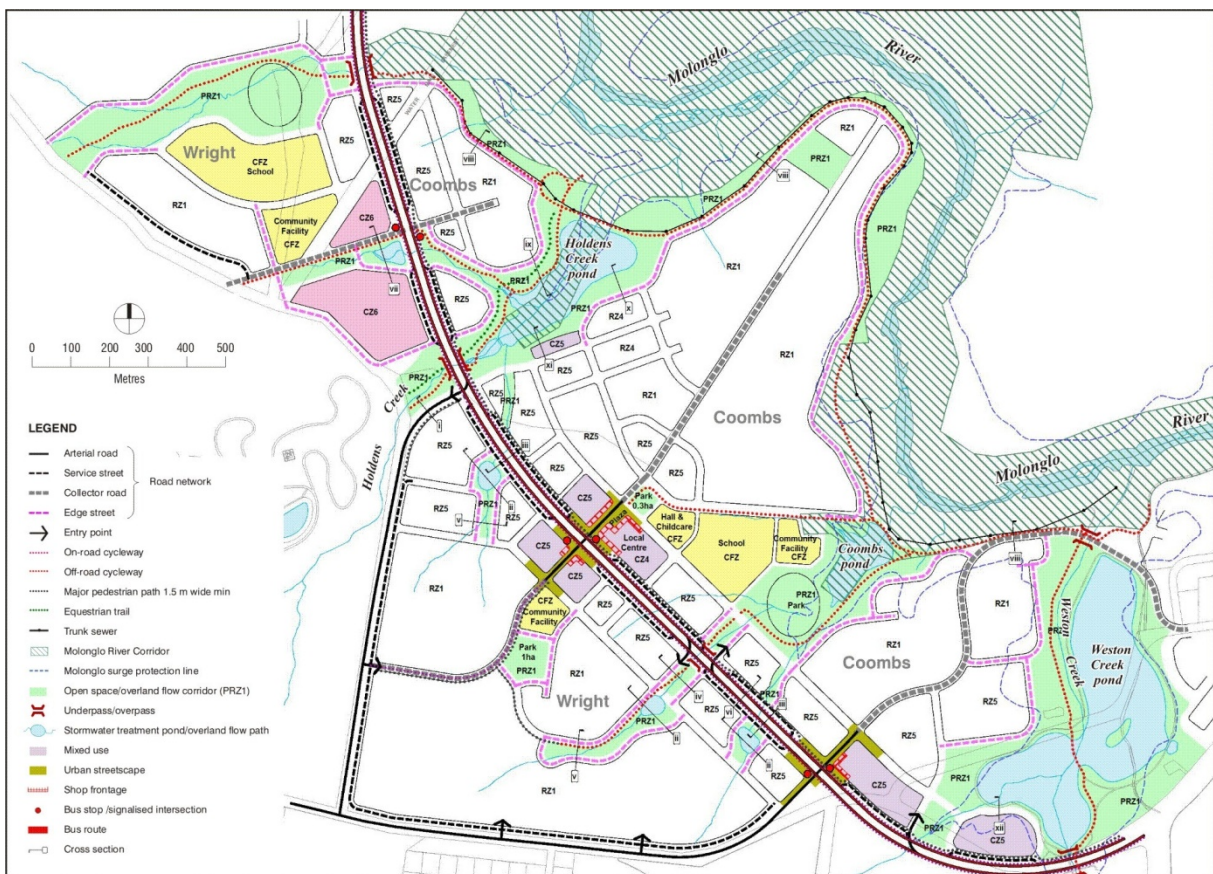 Molonglo
River
PRZ1
RZ5
WATER
RZ5
CFZ
School
Wright
RZ5
Coombs
RZ1
viii
PRZ1
RZ1
PRZ1
viii
PRZ1
PRZ1
RZ1
Community
Facility
CFZ
CZ6
RZ5
ix
Holdens
Creek
pond
PRZ1
vii
CZ6
RZ5
PRZ1
PRZ1
x
RZ4
RZ1
CZ5
RZ4
xi
RZ5
RZ1
0 100 200 300 400 500
Metres
PRZ1
Creek
Holdens
i
RZ5
PRZ1
RZ5
iii
RZ5
RZ1
RZ5
RZ5
Coombs
RZ1
Molonglo
River
LEGEND
Arterial road
Service street
Collector road
Edge street
Road network
Entry point
On-road cycleway
Off-road cycleway
Major pedestrian path 1.5 m wide min
Equestrian trail
Trunk sewer
Molonglo River Corridor
Molonglo surge protection line
Open space/overland flow corridor (PRZ1)
Underpass/overpass
Stormwater treatment pond/overland flow path
Mixed use
Urban streetscape
Shop frontage
Bus stop /signalised intersection
Bus route
Cross section
RZ5
RZ5
PRZ1
v
ii
RZ5
CZ5
Plaza
Park
0.3ha
Hall &
Childcare
CFZ
School
CFZ
Community
Facility
CFZ
Coombs
pond
CZ5
Local
Centre
CZ4
CZ5
RZ1
CFZ
Community
Facility
RZ5
RZ5
PRZ1
Park
viii
RZ1
Weston
Creek
Weston
Creek
pond
Park
1ha
PRZ1
RZ1
RZ5
RZ5
RZ1
Coombs
RZ5
Wright
iv
vi
RZ5
PRZ1
iii
RZ5
RZ5
PRZ1
ii
v
ii
RZ5
RZ1
CZ5
PRZ1
PRZ1
xii
CZ5